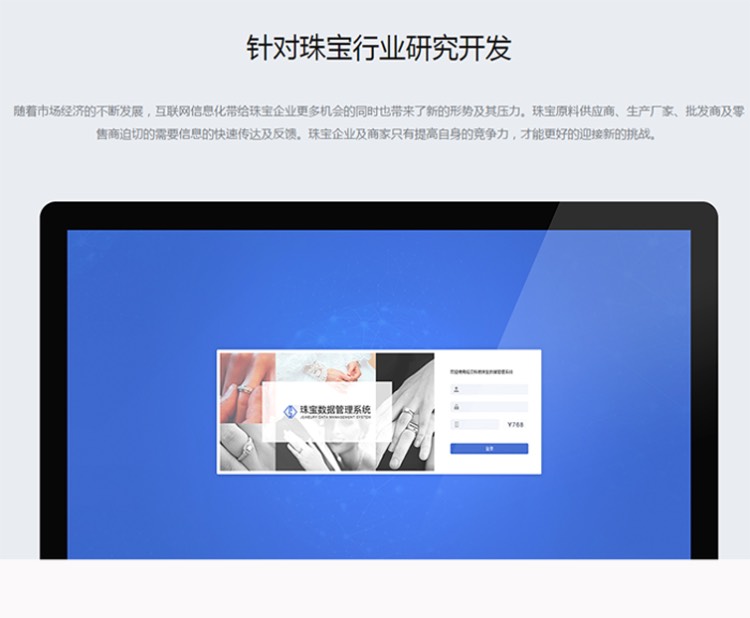 针对珠宝行业研究开发
随着市场经济的不断发展，互联网信息化带给珠宝企业更多机会的同时也带来了新的形势及其压力。珠宝原料供应商、生产厂家、批发商及零
售商迫切的需要信息的快速传达及反馈。珠宝企业及商家只有提高自身的竞争力，才能更好的迎接新的挑战。
珠宝数据管理系统
JEWELRY DATA MANAGEMENT SYSTEM
Y7G8
登录